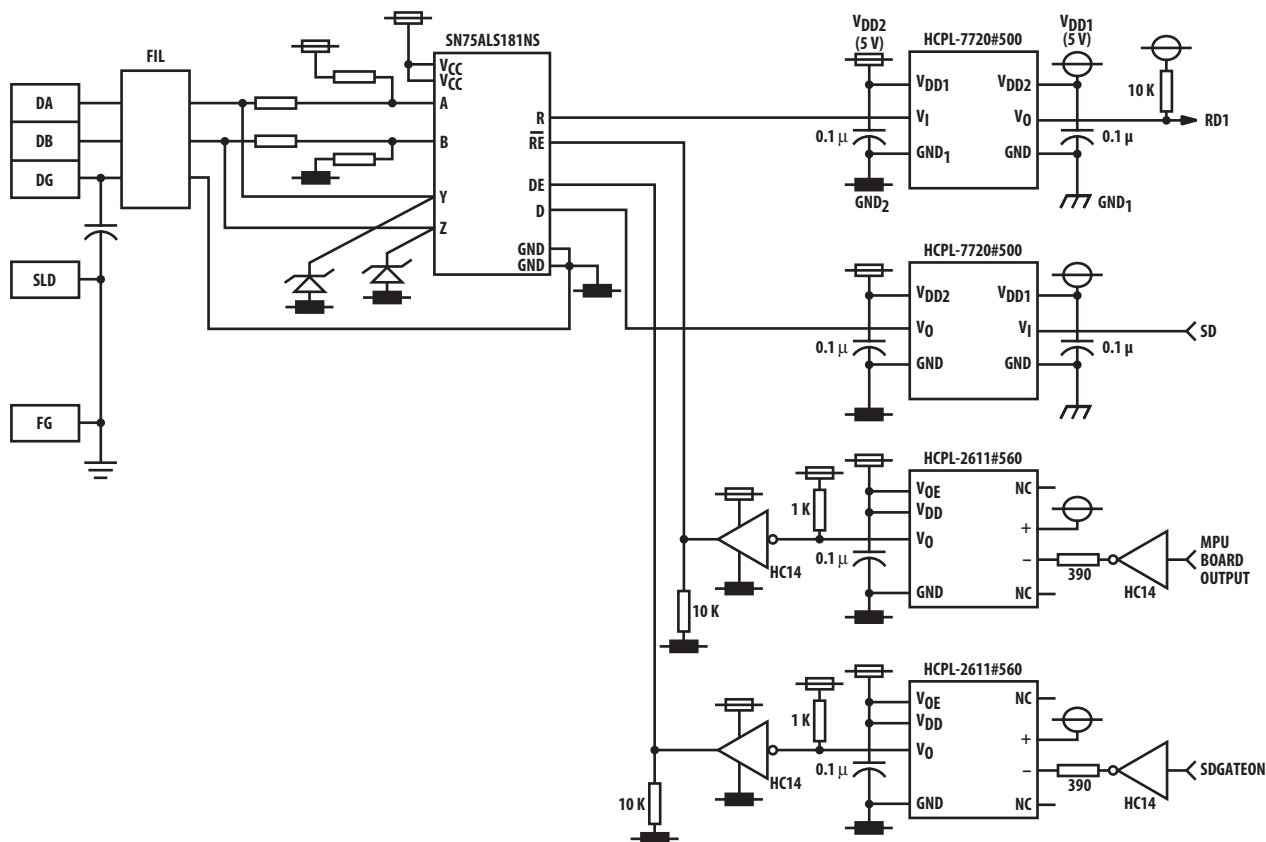 FIL
DA
DB
DG
SLD
FG
SN75ALS181NS
VCC
VCC
A
B
Y
Z
R
RE
DE
D
GND
GND
VDD2
(5 V)
HCPL-7720#500
VDD1
(5 V)
VDD1
VI
GND1
VDD2
VO
GND
0.1 μ
GND2
0.1 μ
10 K
RD1
GND1
HCPL-7720#500
VDD2
VO
GND
VDD1
VI
GND
0.1 μ
0.1 μ
SD
HCPL-2611#560
VOE
VDD
VO
GND
NC
+
–
NC
1 K
0.1 μ
HC14
10 K
390
HC14
MPU
BOARD
OUTPUT
HCPL-2611#560
VOE
VDD
VO
GND
NC
+
–
NC
1 K
0.1 μ
HC14
10 K
390
HC14
SDGATEON